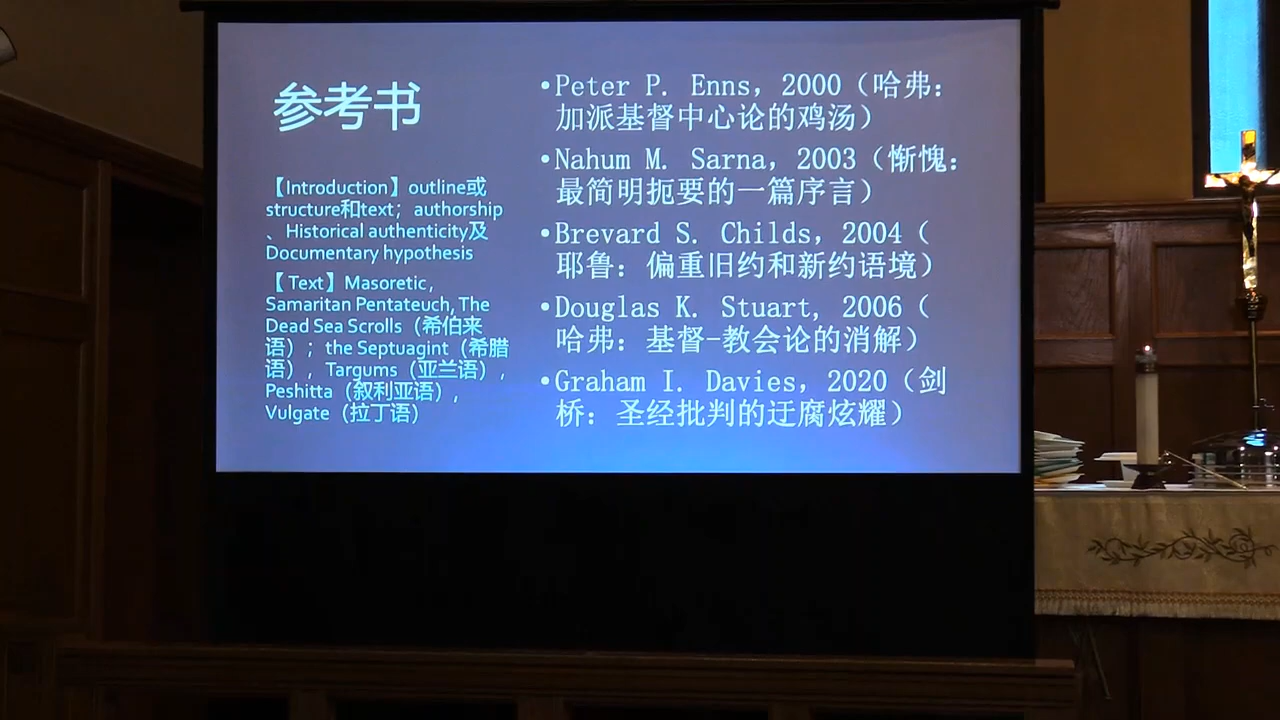 参考书
【Introduction】outline或
structure和text；authorship
、Historical authenticity及
Documentary hypothesis
【Text】Masoretic,
Samaritan Pentateuch, The
Dead Sea Scrolls（希伯来
语）；the Septuagint（希腊
语）, Targums（亚兰语）,
Peshitta（叙利亚语）,
Vulgate（拉丁语）
•Peter P. Enns, 2000（哈弗：
加派基督中心论的鸡汤）
•Nahum M. Sarna, 2003（惭愧：
最简明扼要的一篇序言）
•Brevard S. Childs, 2004（
耶鲁：偏重旧约和新约语境）
•Douglas K. Stuart, 2006（
哈弗：基督-教会论的消解）
•Graham I. Davies, 2020（剑
桥：圣经批判的迂腐炫耀）